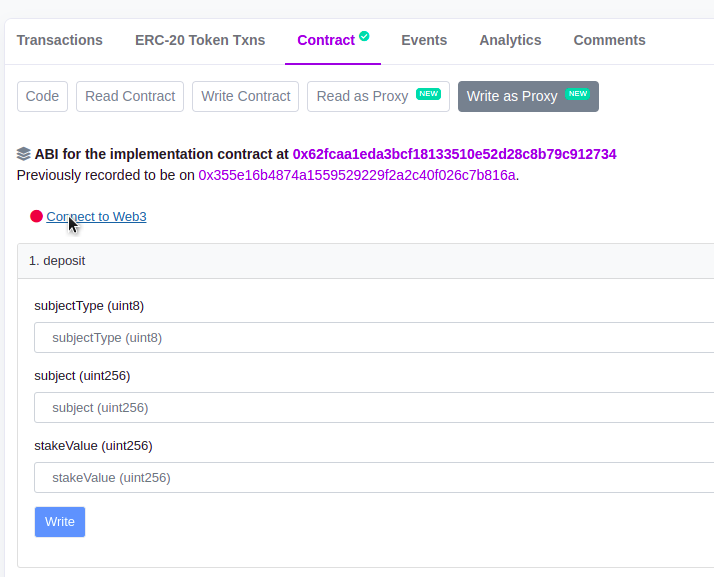 Transactions ERC-20 Token Txns Contract Events Analytics Comments
Code Read Contract Write Contract Read as Proxy NEW Write as Proxy NEW
ABI for the implementation contract at 0x62fcaa1eda3bcf18133510e52d28c8b79c912734
Previously recorded to be on 0x355e16b4874a1559529229f2a2c40f026c7b816a.
Connect to Web3
1. deposit
subjectType (uint8)
subjectType (uint8)
subject (uint256)
subject (uint256)
stakeValue (uint256)
stakeValue (uint256)
Write